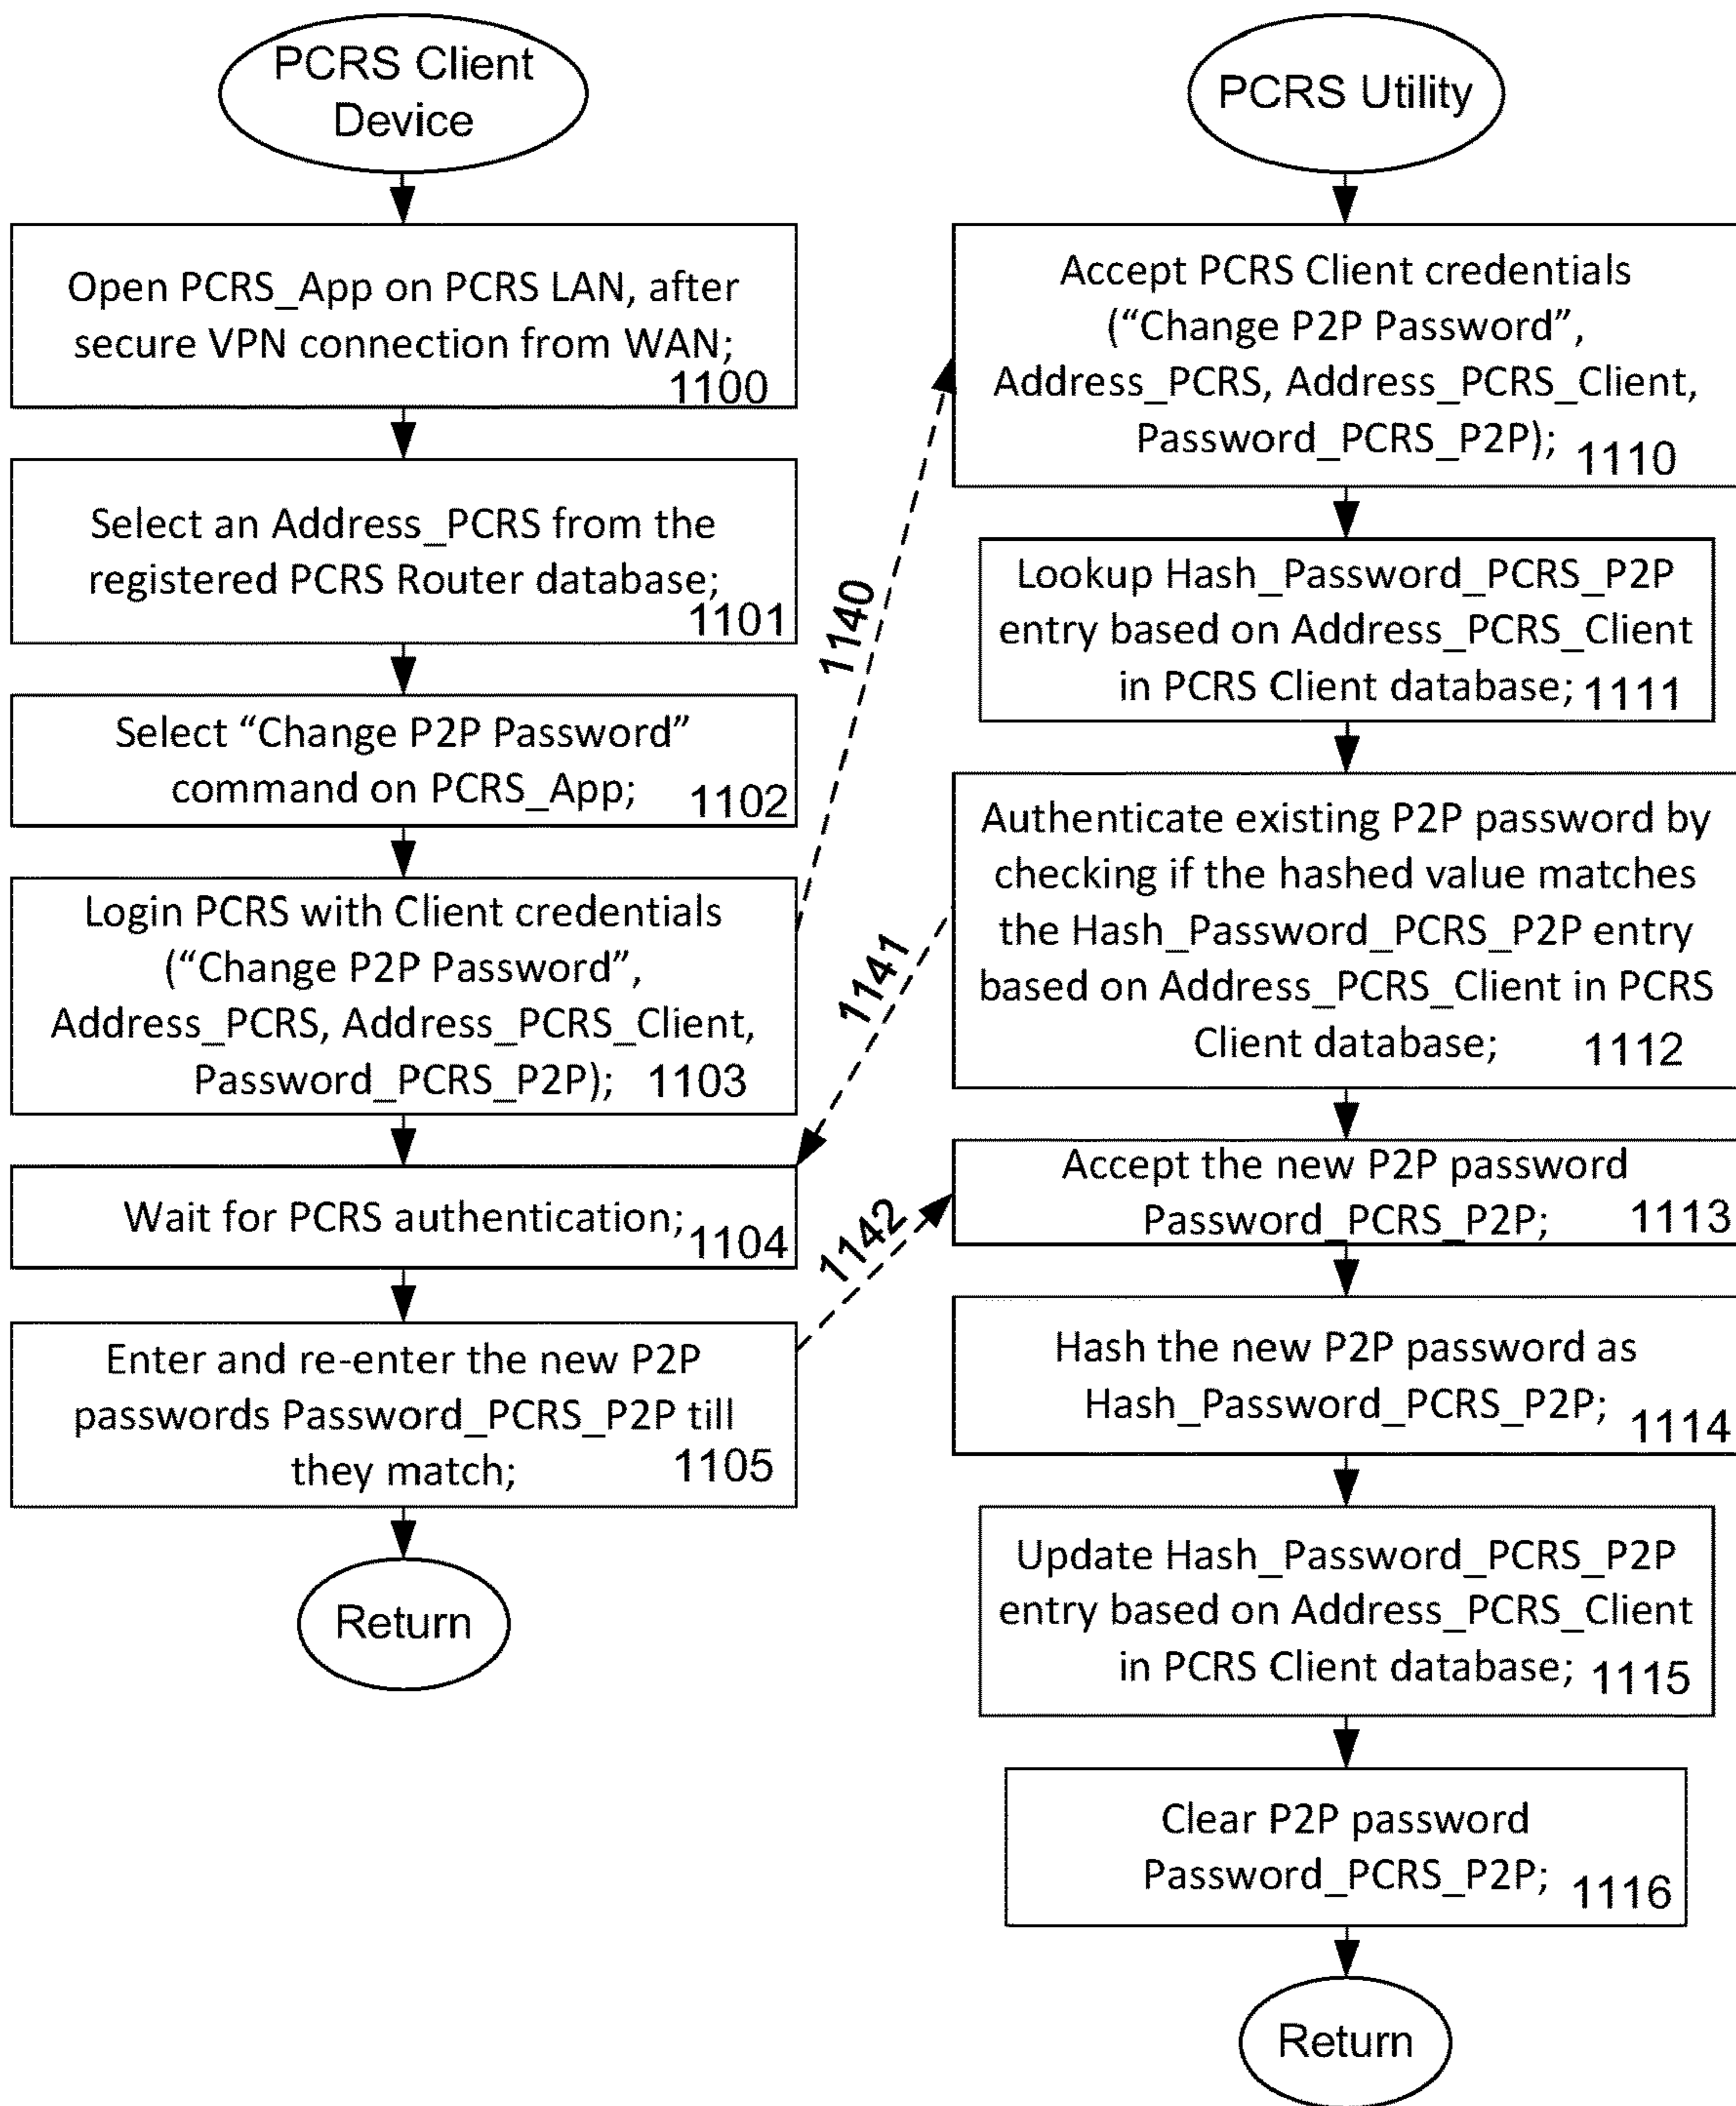 PCRS Client
Device
Open PCRS_App on PCRS LAN, after
secure VPN connection from WAN;
1100
Select an Address_PCRS from the
registered PCRS Router database;
1101
Select “Change P2P Password”
command on PCRS_App; 1102
Login PCRS with Client credentials
(“Change P2P Password”,
Address_PCRS, Address_PCRS_Client,
Password_PCRS_P2P); 1103
Wait for PCRS authentication; 1104
Enter and re-enter the new P2P
passwords Password_PCRS_P2P till
they match; 1105
Return
1140
1141
1142
PCRS Utility
Accept PCRS Client credentials
(“Change P2P Password”,
Address_PCRS, Address_PCRS_Client,
Password_PCRS_P2P); 1110
Lookup Hash_Password_PCRS_P2P
entry based on Address_PCRS_Client
in PCRS Client database; 1111
Authenticate existing P2P password by
checking if the hashed value matches
the Hash_Password_PCRS_P2P entry
based on Address_PCRS_Client in PCRS
Client database; 1112
Accept the new P2P password
Password_PCRS_P2P; 1113
Hash the new P2P password as
Hash_Password_PCRS_P2P; 1114
Update Hash_Password_PCRS_P2P
entry based on Address_PCRS_Client
in PCRS Client database; 1115
Clear P2P password
Password_PCRS_P2P; 1116
Return